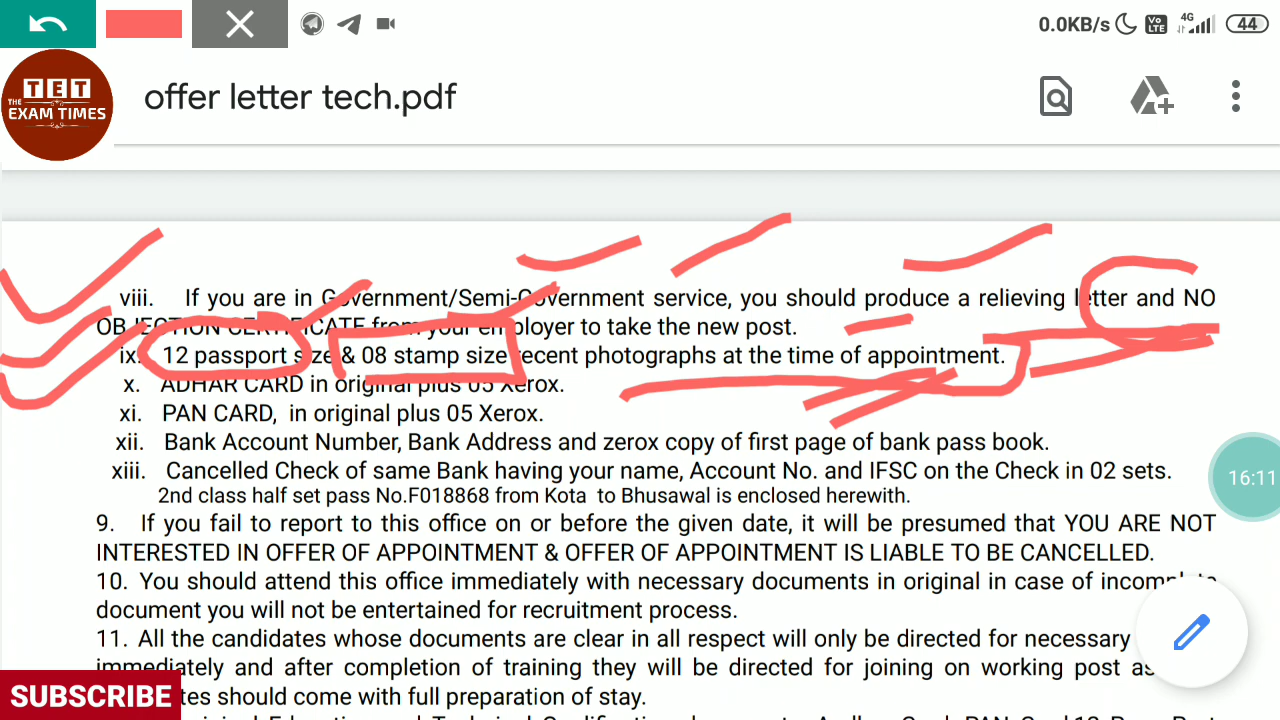 0.0KB/s Vo LTE 4G 44
TET
THE
EXAM TIMES
offer letter tech.pdf
viii. If you are in Government/Semi-Government service, you should produce a relieving letter and NO
OBJECTION CERTIFICATE from your employer to take the new post.
ix. 12 passport size & 08 stamp size recent photographs at the time of appointment.
x. ADHAR CARD in original plus 05 Xerox.
xi. PAN CARD, in original plus 05 Xerox.
xii. Bank Account Number, Bank Address and zerox copy of first page of bank pass book.
xiii. Cancelled Check of same Bank having your name, Account No. and IFSC on the Check in 02 sets.
16:11
2nd class half set pass No.F018868 from Kota to Bhusawal is enclosed herewith.
9. If you fail to report to this office on or before the given date, it will be presumed that YOU ARE NOT
INTERESTED IN OFFER OF APPOINTMENT & OFFER OF APPOINTMENT IS LIABLE TO BE CANCELLED.
10. You should attend this office immediately with necessary documents in original in case of incomplete
document you will not be entertained for recruitment process.
11. All the candidates whose documents are clear in all respect will only be directed for necessary
immediately and after completion of training they will be directed for joining on working post
should come with full preparation of stay.
SUBSCRIBE